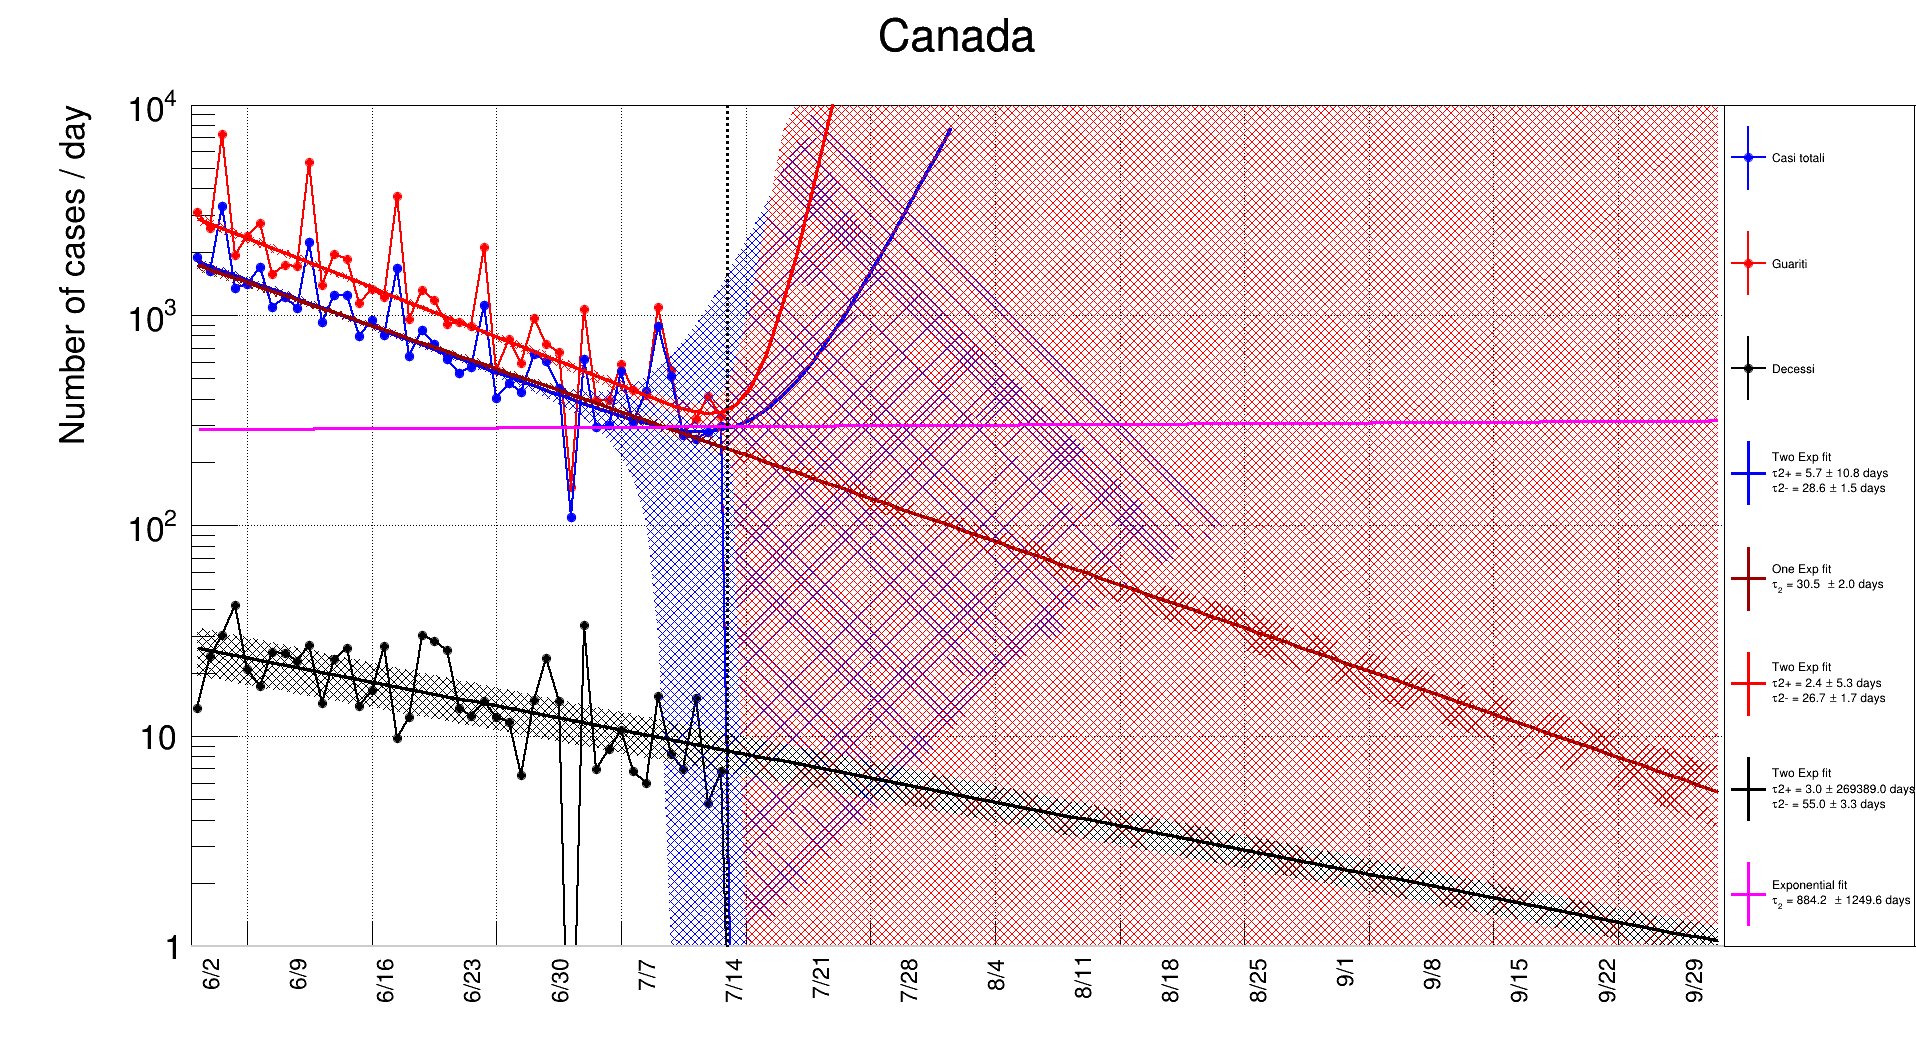 Canada
Number of cases / day
10^4
10^3
10^2
10
1
6/2
6/9
6/16
6/23
6/30
7/7
7/14
7/21
7/28
8/4
8/11
8/18
8/25
9/1
9/8
9/15
9/22
9/29
Casi totali
Guariti
Decessi
Two Exp fit
τ2+ = 5.7 ± 10.8 days
τ2- = 28.6 ± 1.5 days
One Exp fit
τ₂ = 30.5 ± 2.0 days
Two Exp fit
τ2+ = 2.4 ± 5.3 days
τ2- = 26.7 ± 1.7 days
Two Exp fit
τ2+ = 3.0 ± 269389.0 days
τ2- = 55.0 ± 3.3 days
Exponential fit
τ₂ = 884.2 ± 1249.6 days